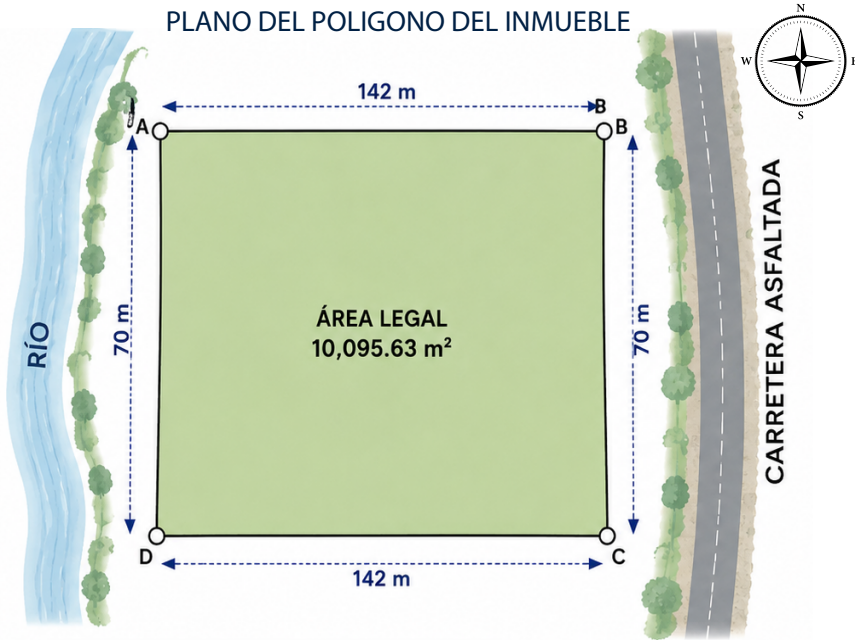 PLANO DEL POLIGONO DEL INMUEBLE
N
W
E
S
142 m
B
A
B
70 m
70 m
RÍO
ÁREA LEGAL
10,095.63 m²
CARRETERA ASFALTADA
D
C
142 m